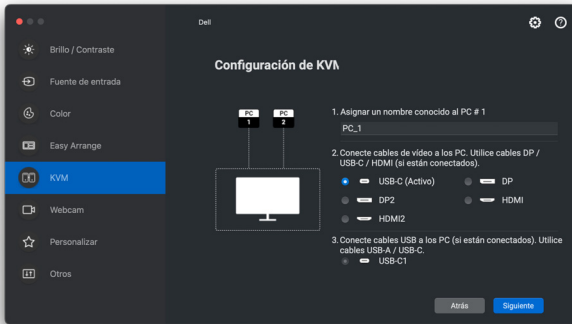 Dell
Brillo / Contraste
Fuente de entrada
Color
Easy Arrange
KVM
Webcam
Personalizar
Otros
Configuración de KVM
PC
1
PC
2
1. Asignar un nombre conocido al PC # 1
PC_1
2. Conecte cables de vídeo a los PC. Utilice cables DP /
USB-C / HDMI (si están conectados).
USB-C (Activo)
DP
DP2
HDMI
HDMI2
3. Conecte cables USB a los PC (si están conectados). Utilice
cables USB-A / USB-C.
USB-C1
Atrás
Siguiente